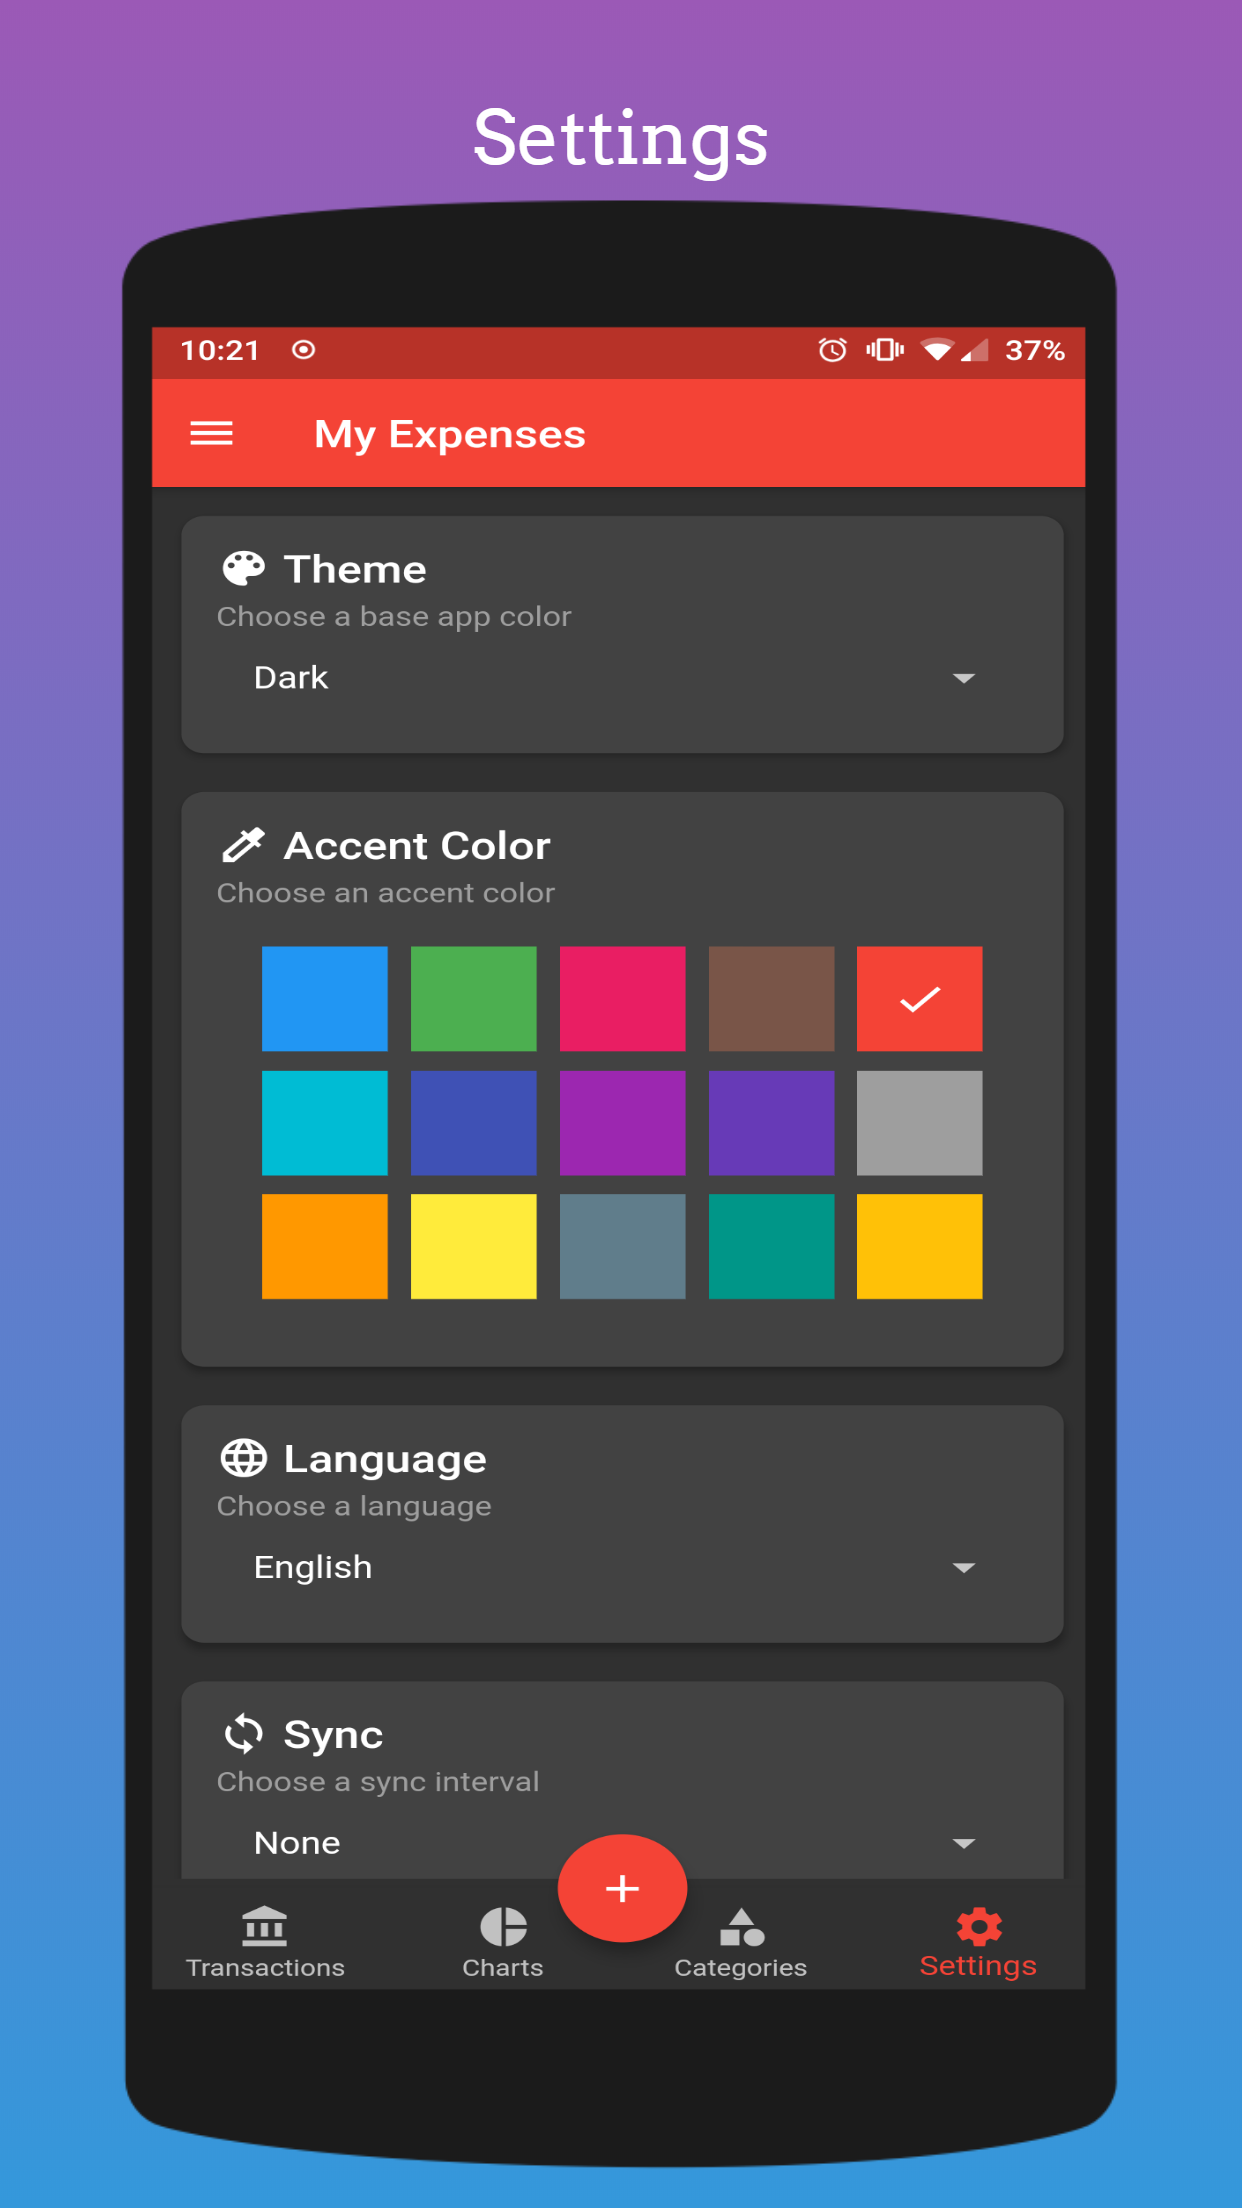 Settings
10:21 37%
My Expenses
Theme
Choose a base app color
Dark
Accent Color
Choose an accent color
Language
Choose a language
English
Sync
Choose a sync interval
None
Transactions Charts Categories Settings